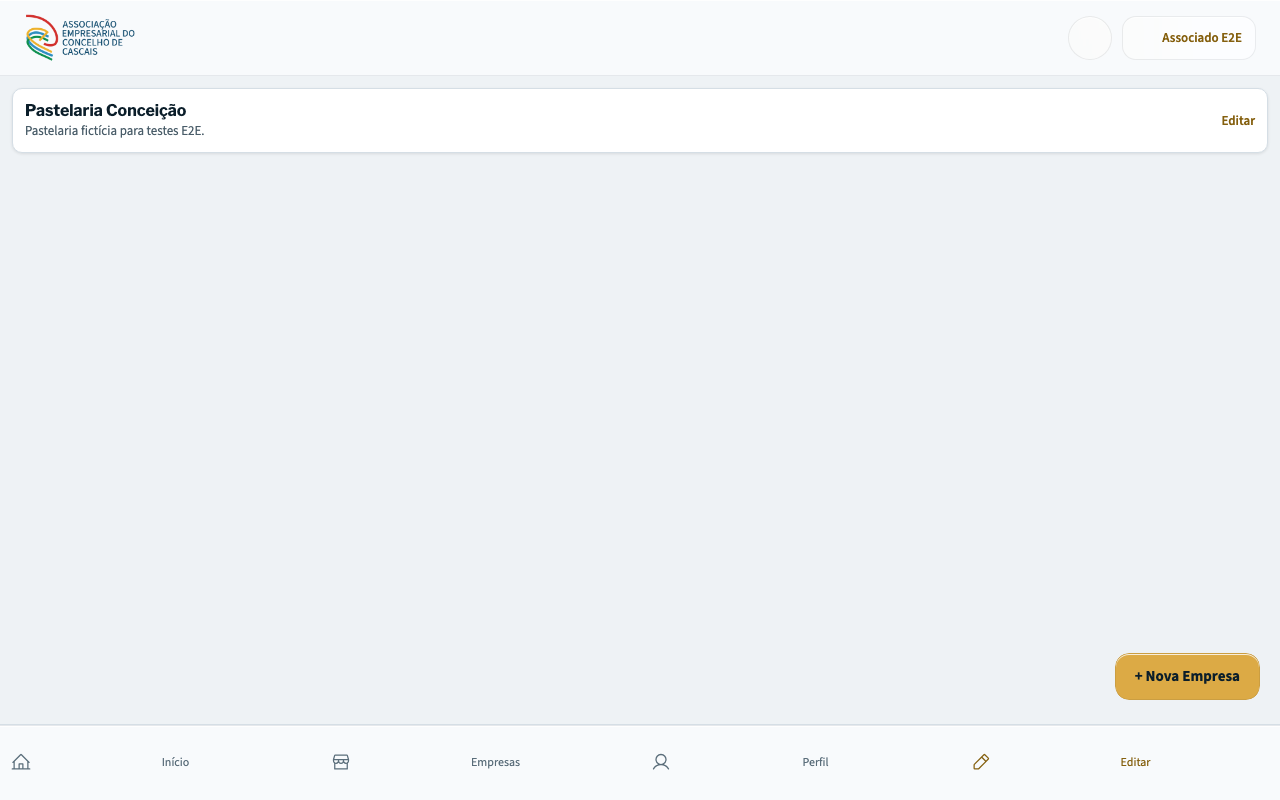 ASSOCIAÇÃO
EMPRESARIAL DO
CONCELHO DE
CASCAIS
Associado E2E
Pastelaria Conceição
Pastelaria fictícia para testes E2E.
Editar
+ Nova Empresa
Início
Empresas
Perfil
Editar